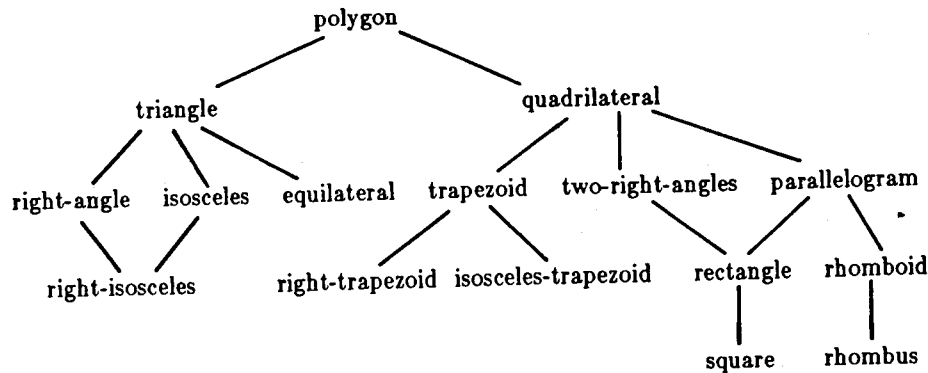 polygon
triangle quadrilateral
right-angle isosceles equilateral trapezoid two-right-angles parallelogram
right-isosceles right-trapezoid isosceles-trapezoid rectangle rhomboid
square rhombus